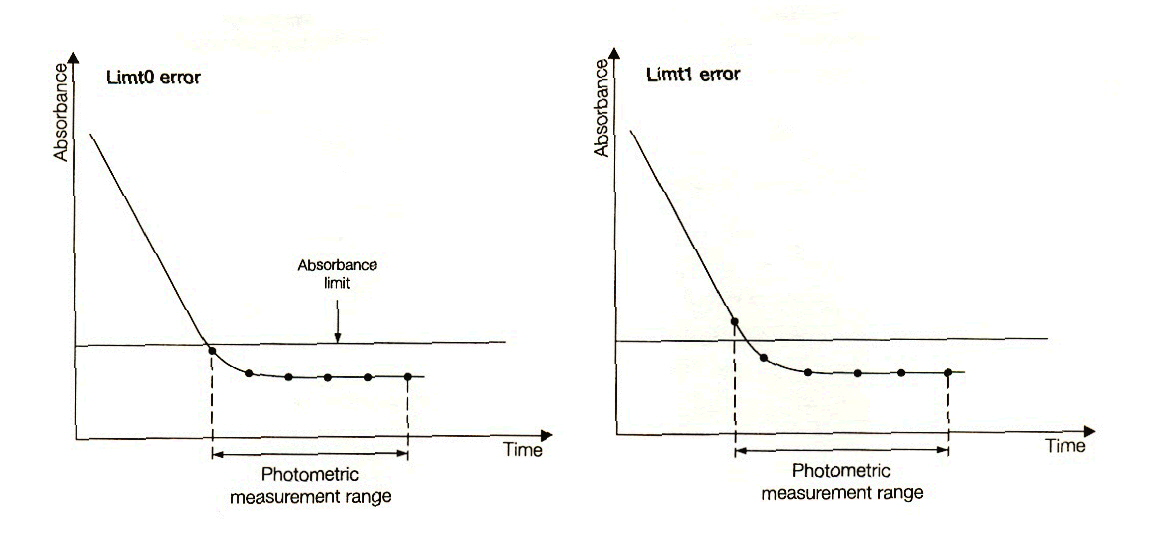 Limt0 error
Absorbance
Absorbance
limit
Time
Photometric
measurement range
Limt1 error
Absorbance
Time
Photometric
measurement range